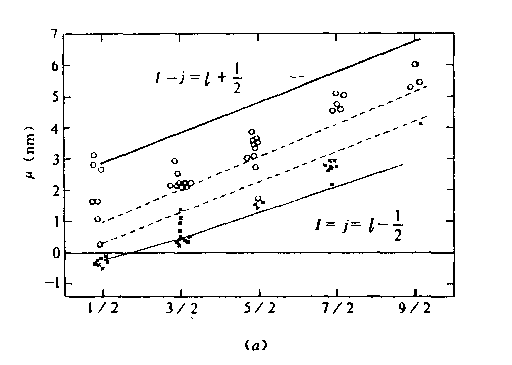 7
6
I – j = l + 1/2
5
4
μ (nm)
3
2
1
I = j = l – 1/2
0
–1
1/2 3/2 5/2 7/2 9/2
(a)